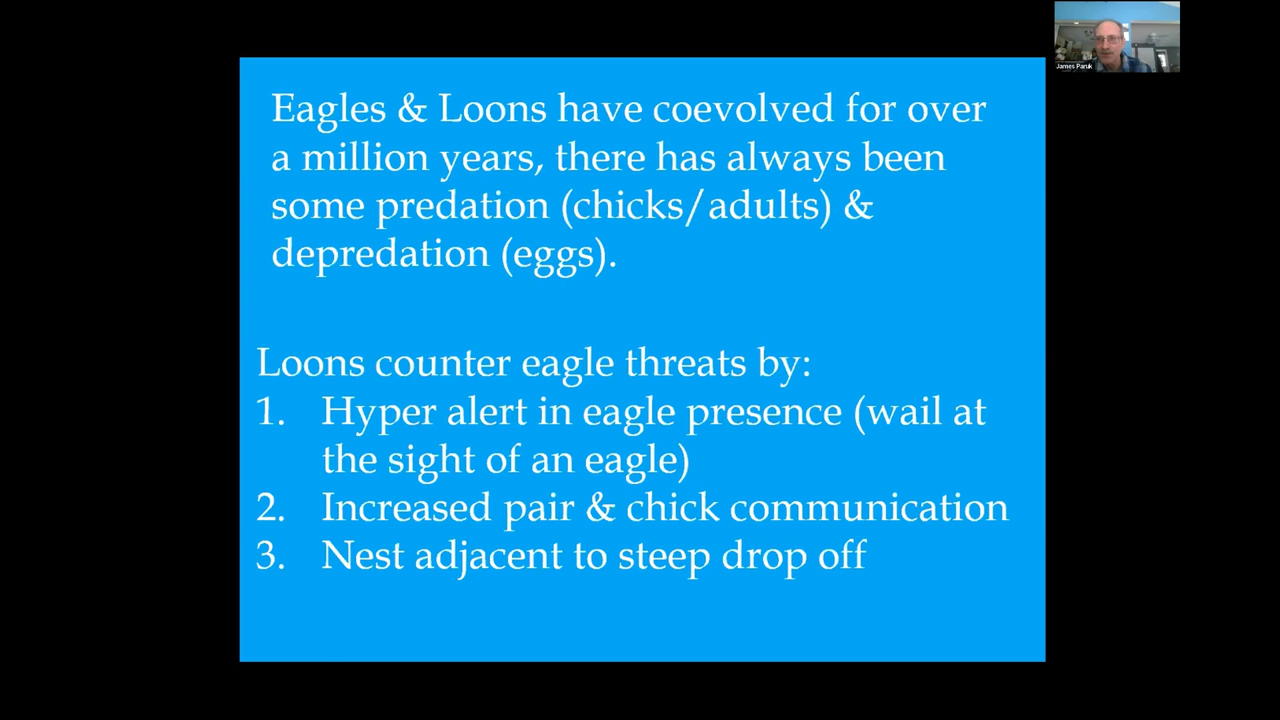 James Paruk
Eagles & Loons have coevolved for over
a million years, there has always been
some predation (chicks/adults) &
depredation (eggs).
Loons counter eagle threats by:
1. Hyper alert in eagle presence (wail at
the sight of an eagle)
2. Increased pair & chick communication
3. Nest adjacent to steep drop off